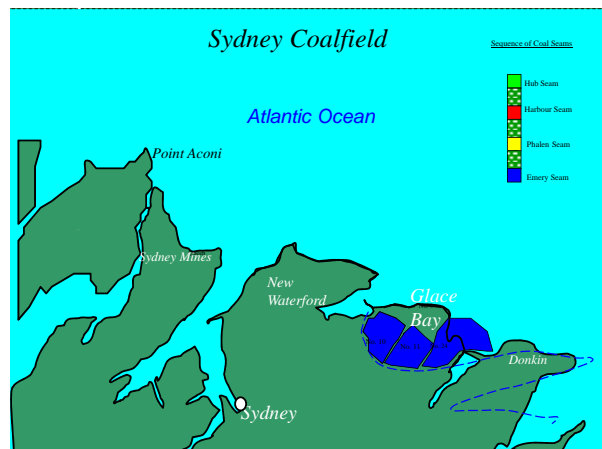 Sydney Coalfield
Sequence of Coal Seams
Hub Seam
Harbour Seam
Phalen Seam
Emery Seam
Atlantic Ocean
Point Aconi
Sydney Mines
New
Waterford
Glace
Bay
Donkin
Sydney